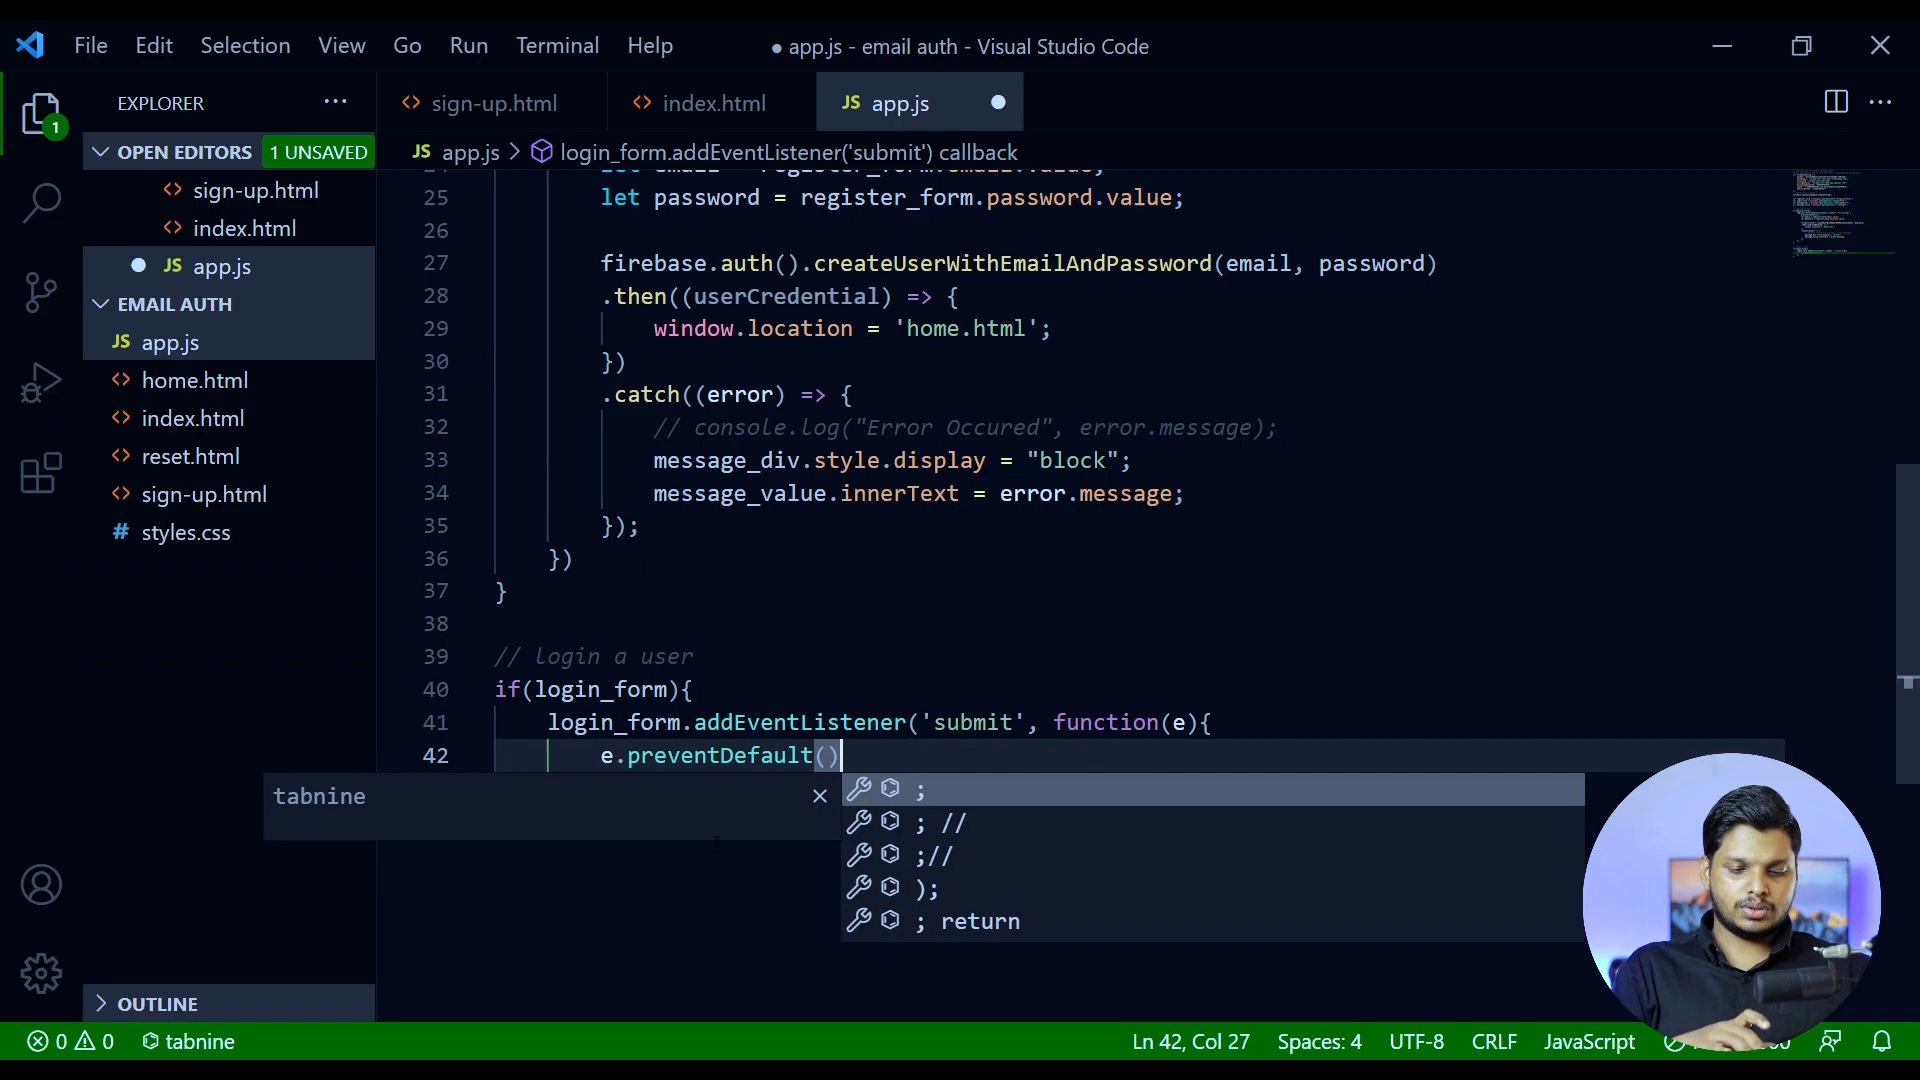 File Edit Selection View Go Run Terminal Help
● app.js - email auth - Visual Studio Code
EXPLORER
sign-up.html
index.html
JS app.js
1
OPEN EDITORS 1 UNSAVED
JS app.js > login_form.addEventListener('submit') callback
sign-up.html
index.html
JS app.js
EMAIL AUTH
JS app.js
home.html
index.html
reset.html
sign-up.html
# styles.css
25 let password = register_form.password.value;
26
27 firebase.auth().createUserWithEmailAndPassword(email, password)
28 .then((userCredential) => {
29 window.location = 'home.html';
30 })
31 .catch((error) => {
32 // console.log("Error Occured", error.message);
33 message_div.style.display = "block";
34 message_value.innerText = error.message;
35 });
36 })
37 }
38
39 // login a user
40 if(login_form){
41 login_form.addEventListener('submit', function(e){
42 e.preventDefault()
tabnine
;
; //
;//
);
; return
OUTLINE
0 0 tabnine
Ln 42, Col 27 Spaces: 4 UTF-8 CRLF JavaScript